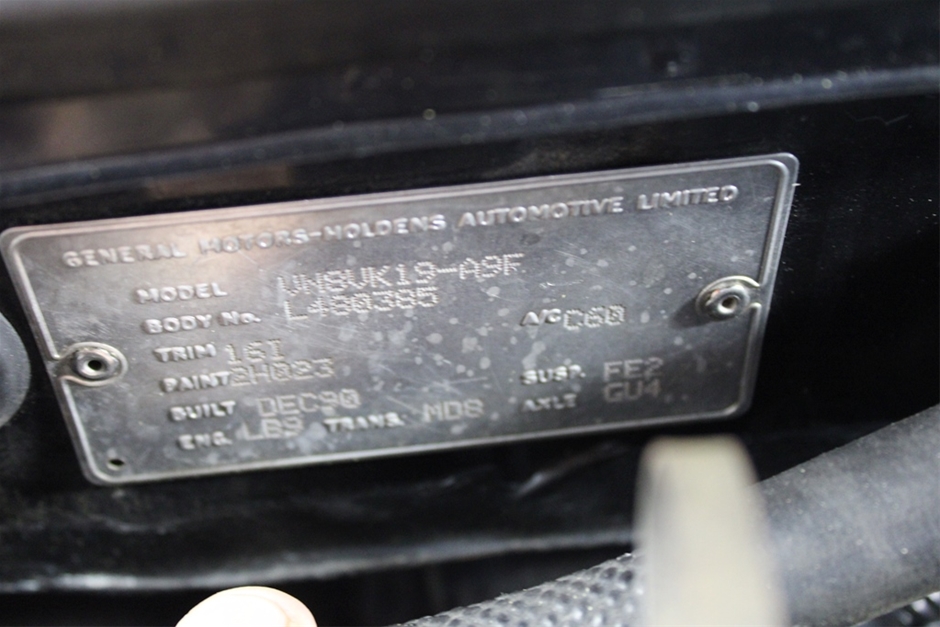 GENERAL MOTORS-HOLDENS AUTOMOTIVE LIMITED
MODEL VN8VK19-A9F
BODY No. L480385
TRIM 16I A/C C60
PAINT 2H023
BUILT DEC90 SUSP. FE2
ENG. LB9 TRANS. MD8 AXLE GU4